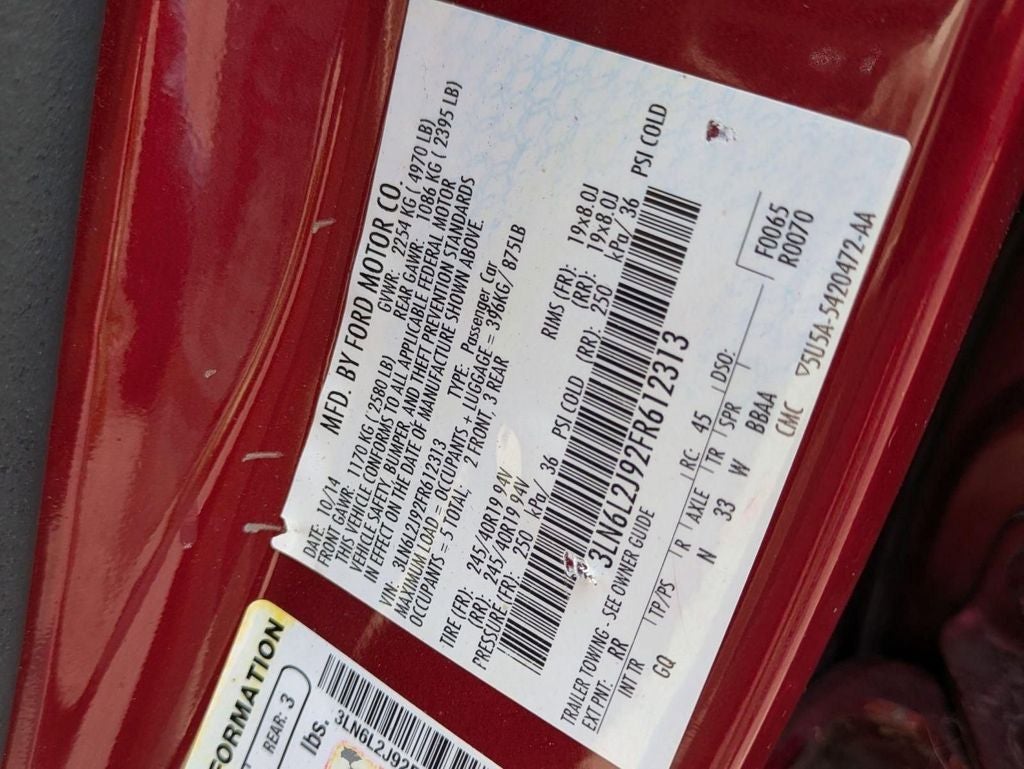 MFD. BY FORD MOTOR CO.
DATE: 10/14 GVWR: 2254 KG ( 4970 LB)
FRONT GAWR: 1170 KG ( 2580 LB) REAR GAWR: 1086 KG ( 2395 LB)
THIS VEHICLE CONFORMS TO ALL APPLICABLE FEDERAL MOTOR
VEHICLE SAFETY, BUMPER AND THEFT PREVENTION STANDARDS
IN EFFECT ON THE DATE OF MANUFACTURE SHOWN ABOVE.
VIN: 3LN6L2J92FR612313 TYPE: Passenger Car
MAXIMUM LOAD = OCCUPANTS + LUGGAGE = 396KG/ 875LB
OCCUPANTS = 5 TOTAL, 2 FRONT, 3 REAR
TIRE (FR): 245/40R19 94V RIMS (FR): 19x8.0J
(RR): 245/40R19 94V (RR): 19x8.0J
PRESSURE (FR): 250 kPa/ 36 PSI COLD (RR): 250 kPa/ 36 PSI COLD
3LN6L2J92FR612313
TRAILER TOWING - SEE OWNER GUIDE
EXT PNT: RR RC: 45 DSO: F0065
INT TR TP/PS R AXLE TR SPR R0070
GQ N 33 W BBAA
CMC ▽5U5A-5420472-AA
FORMATION
REAR: 3
lbs.
3LN6L2J92F